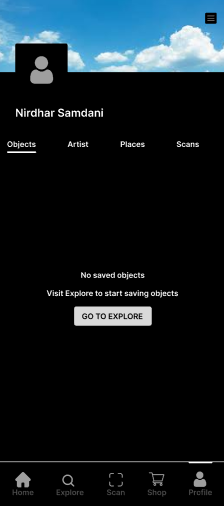 Nirdhar Samdani
Objects Artist Places Scans
No saved objects
Visit Explore to start saving objects
GO TO EXPLORE
Home Explore Scan Shop Profile